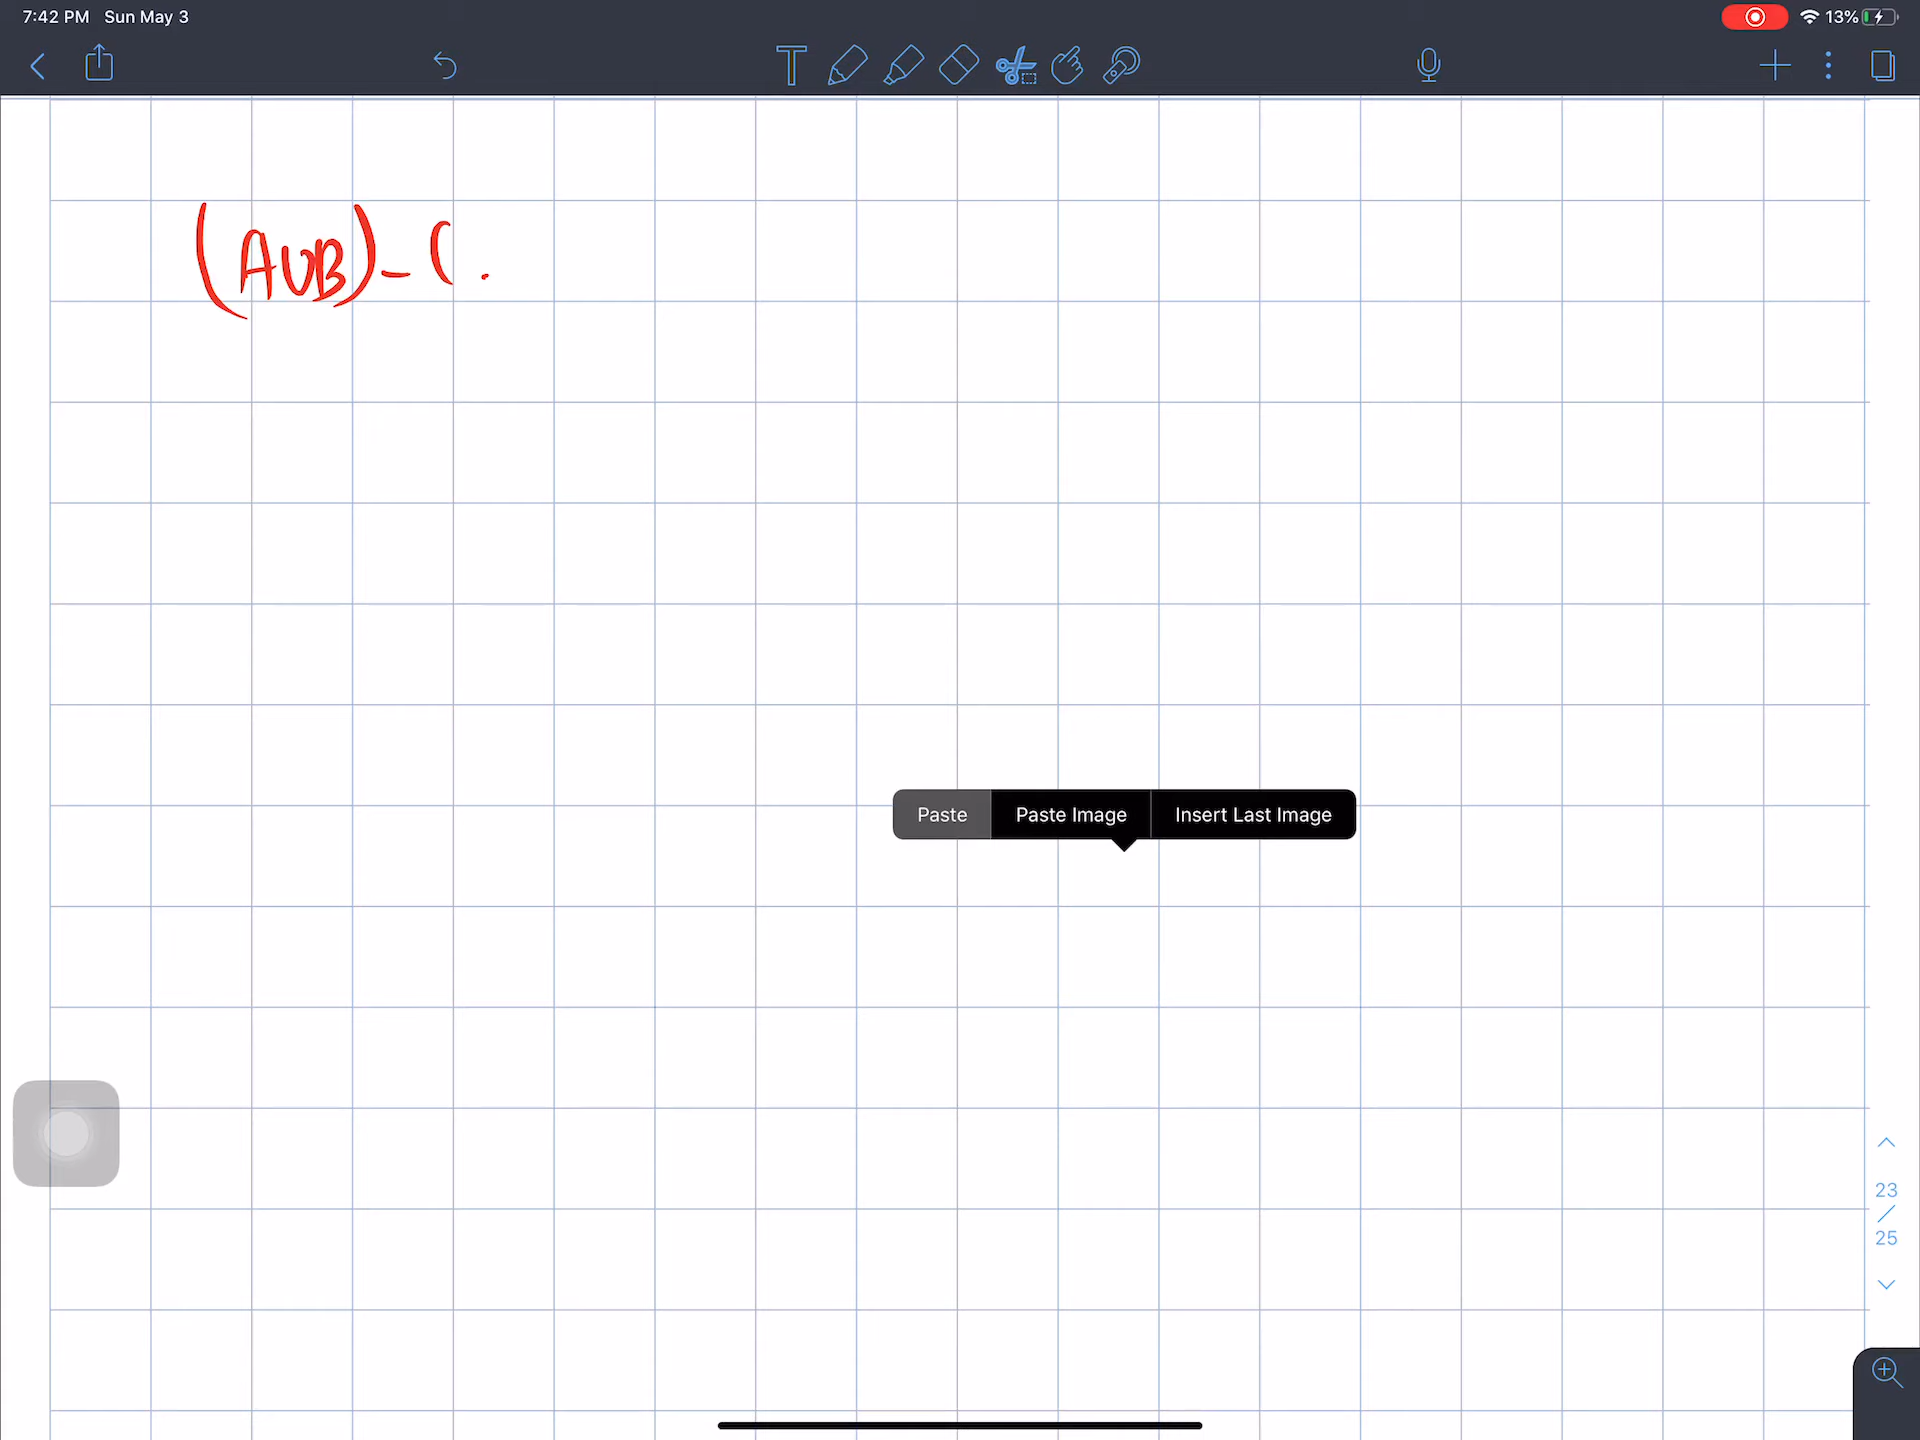 7:42 PM Sun May 3
13%
T
(A∪B)-(.
Paste Paste Image Insert Last Image
23
/
25